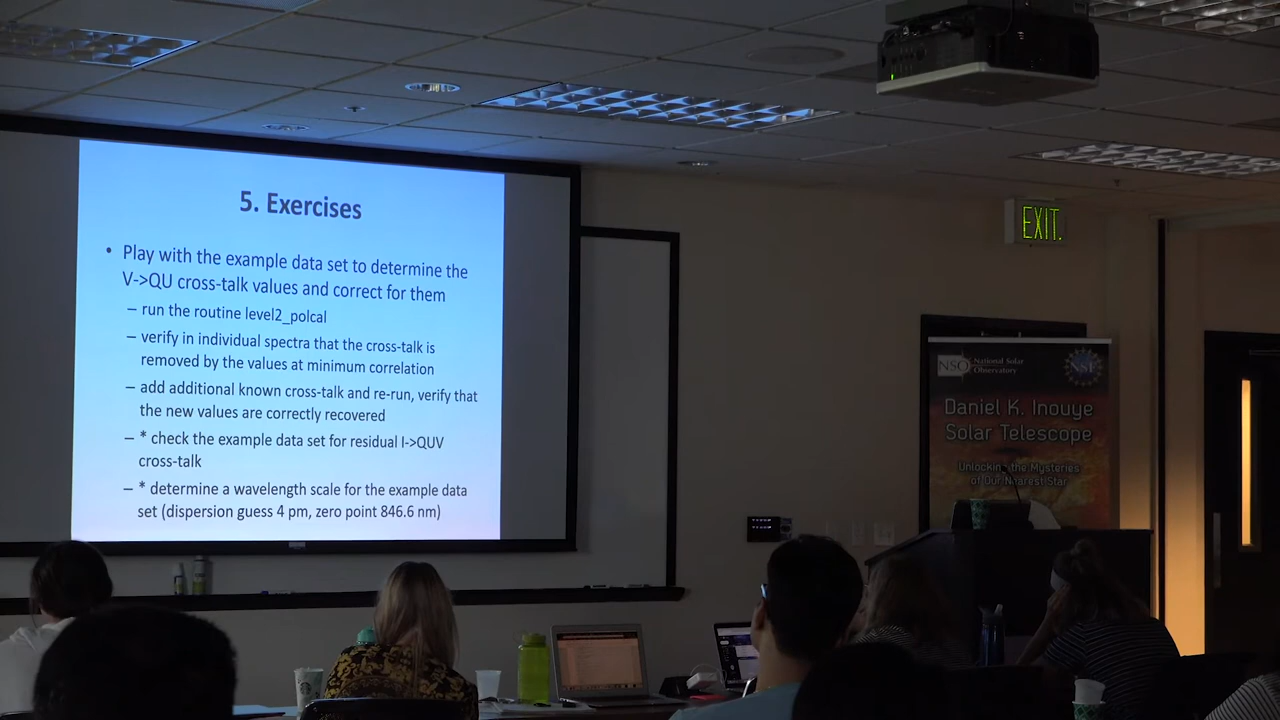 5. Exercises
• Play with the example data set to determine the
V->QU cross-talk values and correct for them
– run the routine level2_polcal
– verify in individual spectra that the cross-talk is
removed by the values at minimum correlation
– add additional known cross-talk and re-run, verify that
the new values are correctly recovered
– * check the example data set for residual I->QUV
cross-talk
– * determine a wavelength scale for the example data
set (dispersion guess 4 pm, zero point 846.6 nm)
EXIT
NSO National Solar
Observatory
NSF
Daniel K. Inouye
Solar Telescope
Unlocking the Mysteries
of Our Nearest Star